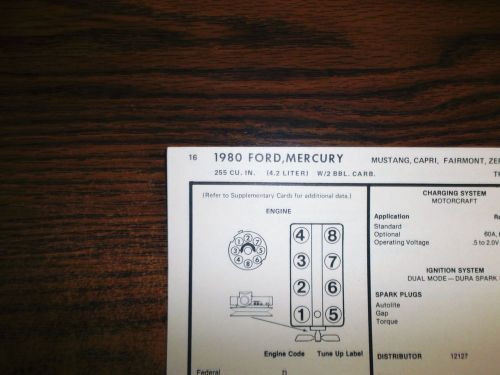 16 1980 FORD, MERCURY MUSTANG, CAPRI, FAIRMONT,
255 CU. IN. (4.2 LITER) W/2 BBL. CARB.
(Refer to Supplementary Cards for additional data.)
ENGINE
4 8
3 7
2 6
1 5
Engine Code Tune Up Label
Federal D
CHARGING SYSTEM
MOTORCRAFT
Application
Standard
Optional 60A,
Operating Voltage .5 to 2.0V
IGNITION SYSTEM
DUAL MODE—DURA SPARK
SPARK PLUGS
Autolite
Gap
Torque
DISTRIBUTOR 12127